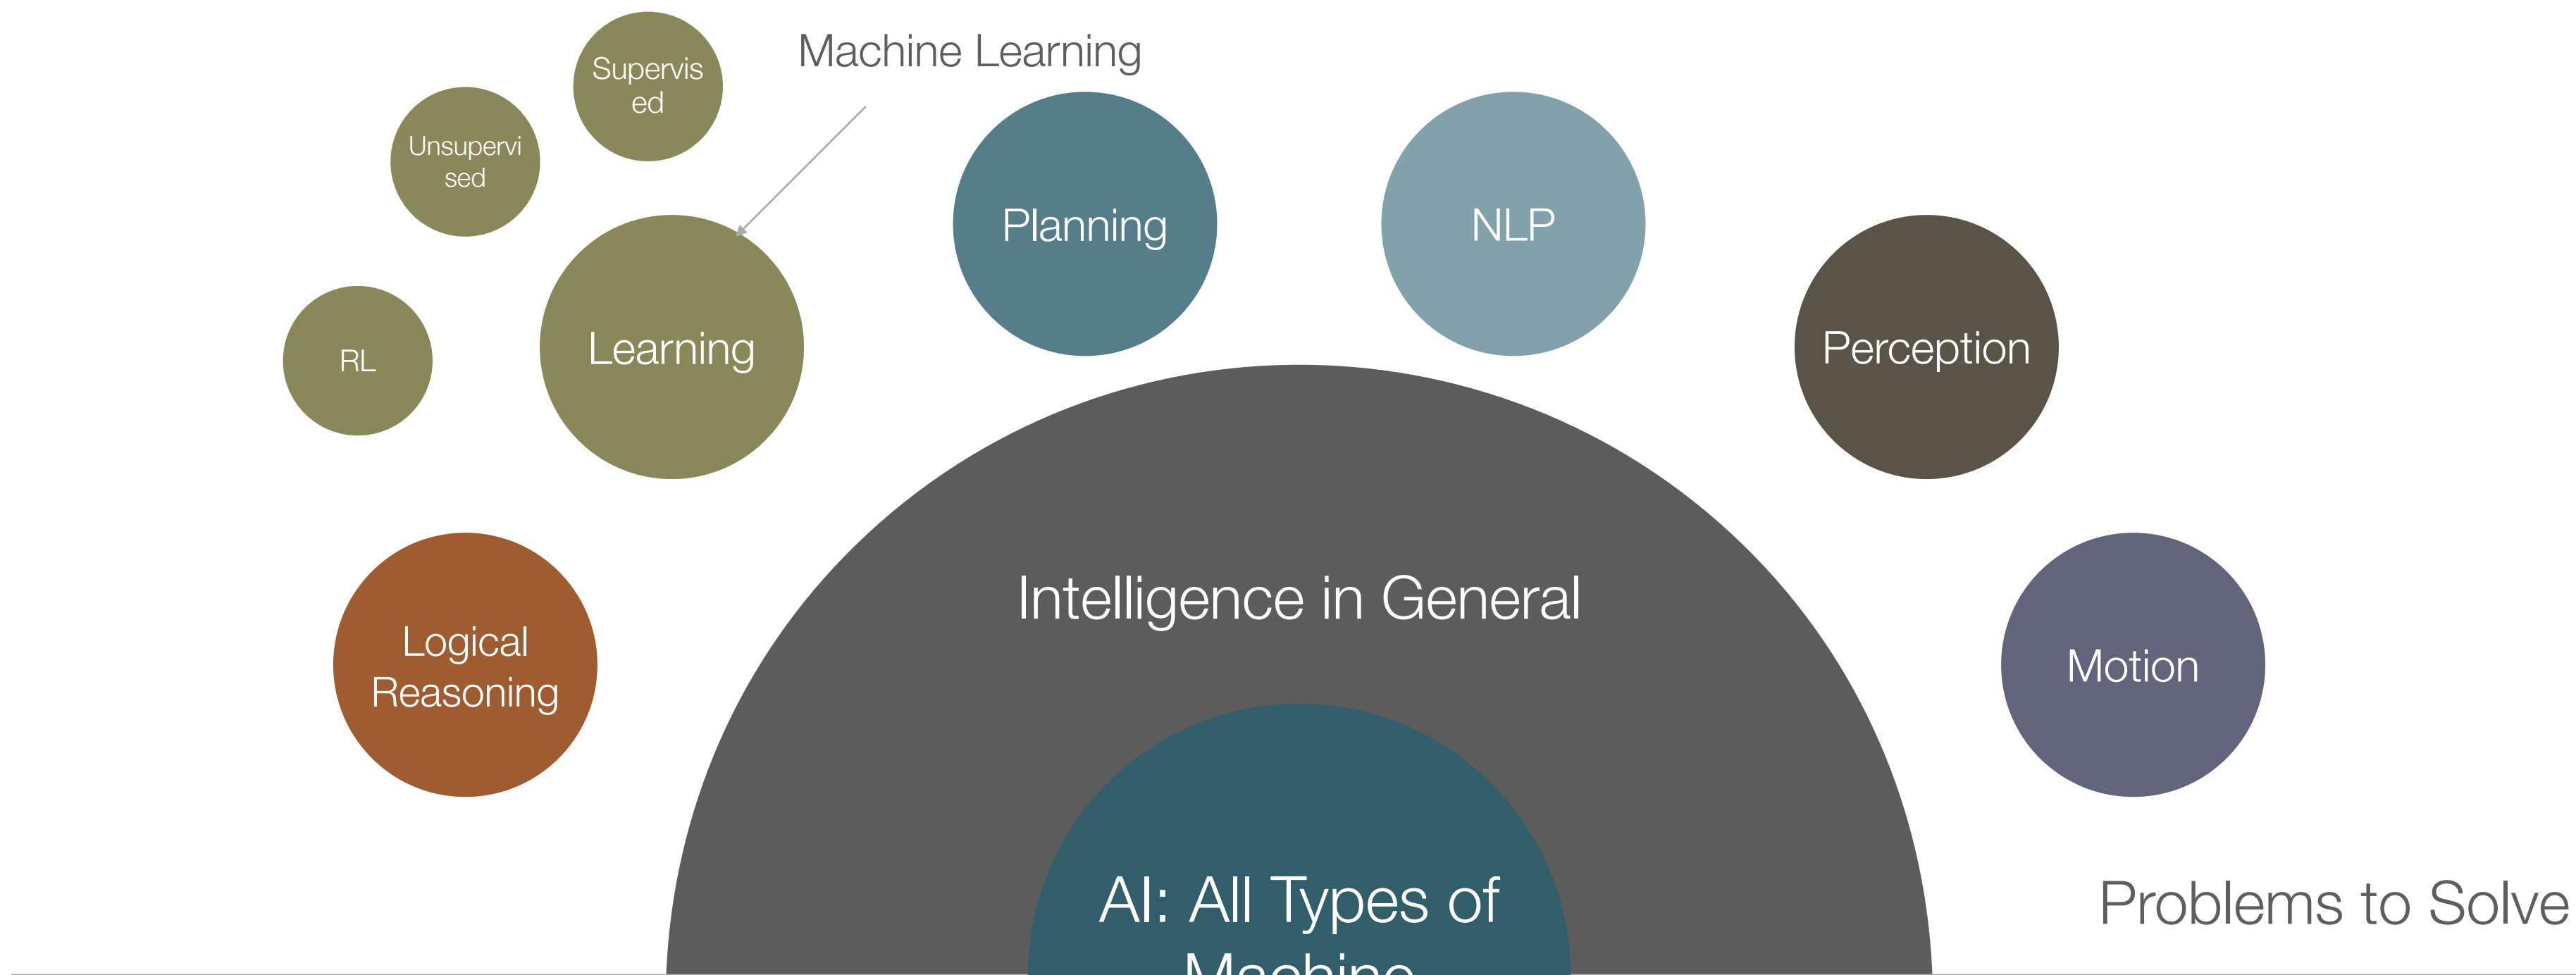 Machine Learning
Supervis
ed
Unsupervi
sed
RL
Learning
Planning
NLP
Perception
Logical
Reasoning
Intelligence in General
Motion
AI: All Types of
Machine
Problems to Solve